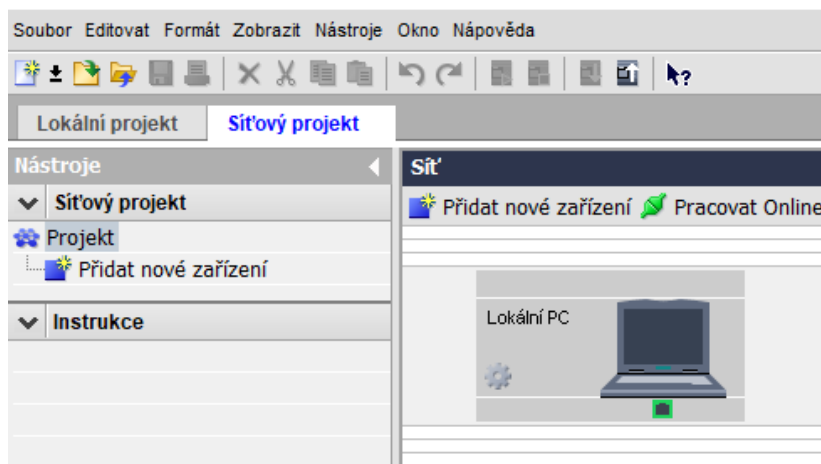 Soubor Editovat Formát Zobrazit Nástroje Okno Nápověda
Lokální projekt Síťový projekt
Nástroje
Síťový projekt
Projekt
Přidat nové zařízení
Instrukce
Síť
Přidat nové zařízení Pracovat Online
Lokální PC